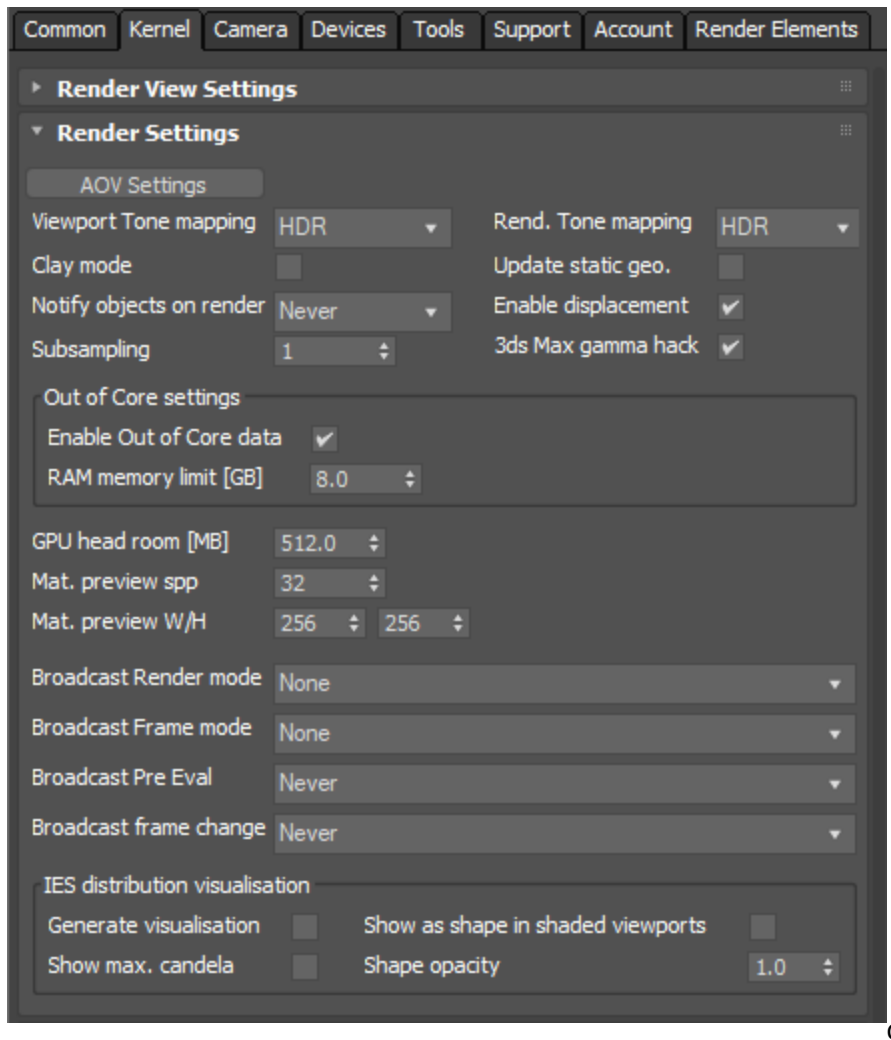 Common Kernel Camera Devices Tools Support Account Render Elements
Render View Settings
Render Settings
AOV Settings
Viewport Tone mapping HDR Rend. Tone mapping HDR
Clay mode Update static geo.
Notify objects on render Never Enable displacement
Subsampling 1 3ds Max gamma hack
Out of Core settings
Enable Out of Core data
RAM memory limit [GB] 8.0
GPU head room [MB] 512.0
Mat. preview spp 32
Mat. preview W/H 256 256
Broadcast Render mode None
Broadcast Frame mode None
Broadcast Pre Eval Never
Broadcast frame change Never
IES distribution visualisation
Generate visualisation Show as shape in shaded viewports
Show max. candela Shape opacity 1.0